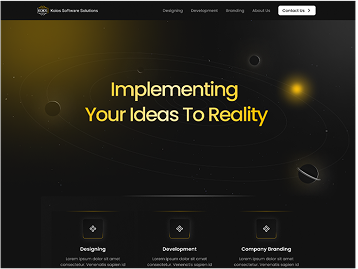 Kolos Software Solutions
Designing
Development
Branding
About Us
Contact Us
Implementing
Your Ideas To Reality
Designing
Lorem ipsum dolor sit amet
consectetur. Venenatis sapien id
Development
Lorem ipsum dolor sit amet
consectetur. Venenatis sapien id
Company Branding
Lorem ipsum dolor sit amet
consectetur. Venenatis sapien id